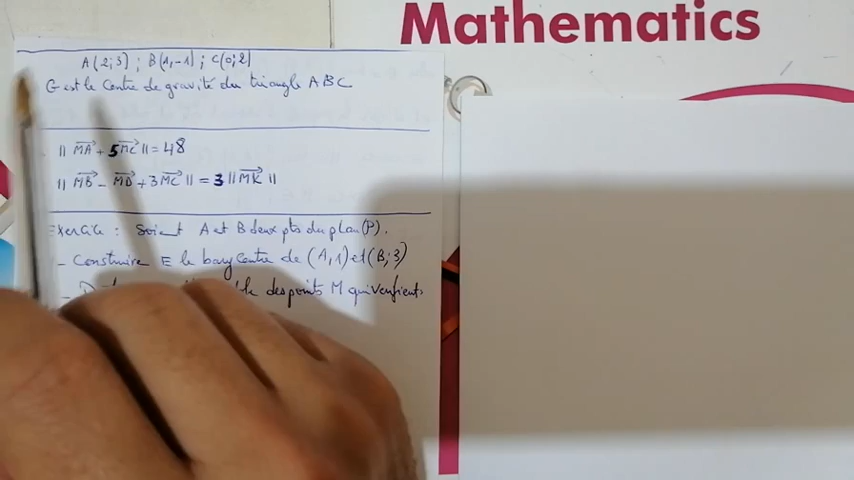 Mathematics
A(2;3) ; B(1,-1) ; C(0;2)
G est le Centre de gravité du triangle ABC
|| MA + 5MC || = 48
|| MB - MD + 3MC || = 3 || MK ||
Exercice : Soient A et B deux pts du plan (P).
- Construire E le barycentre de (A,1) et (B;3)
des points M qui vérifient